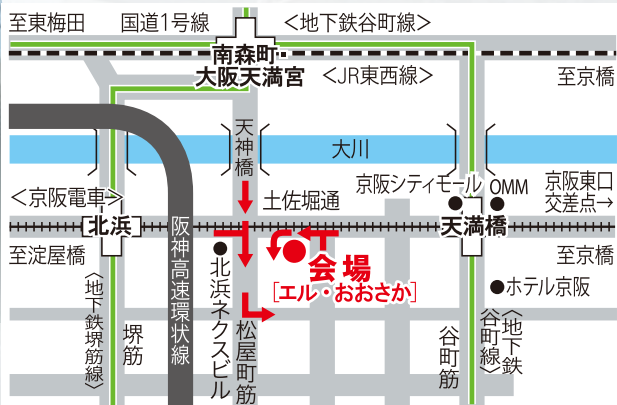 至東梅田
国道1号線
<地下鉄谷町線>
南森町・
大阪天満宮
<JR東西線>
至京橋
天神橋
大川
京阪シティモール
OMM
京阪東口
交差点→
<京阪電車>
土佐堀通
[北浜]
天満橋
至淀屋橋
至京橋
会場
[エル・おおさか]
ホテル京阪
阪神高速環状線
北浜ネクスビル
松屋町筋
<地下鉄堺筋線>
堺筋
谷町筋
<地下鉄
谷町線>